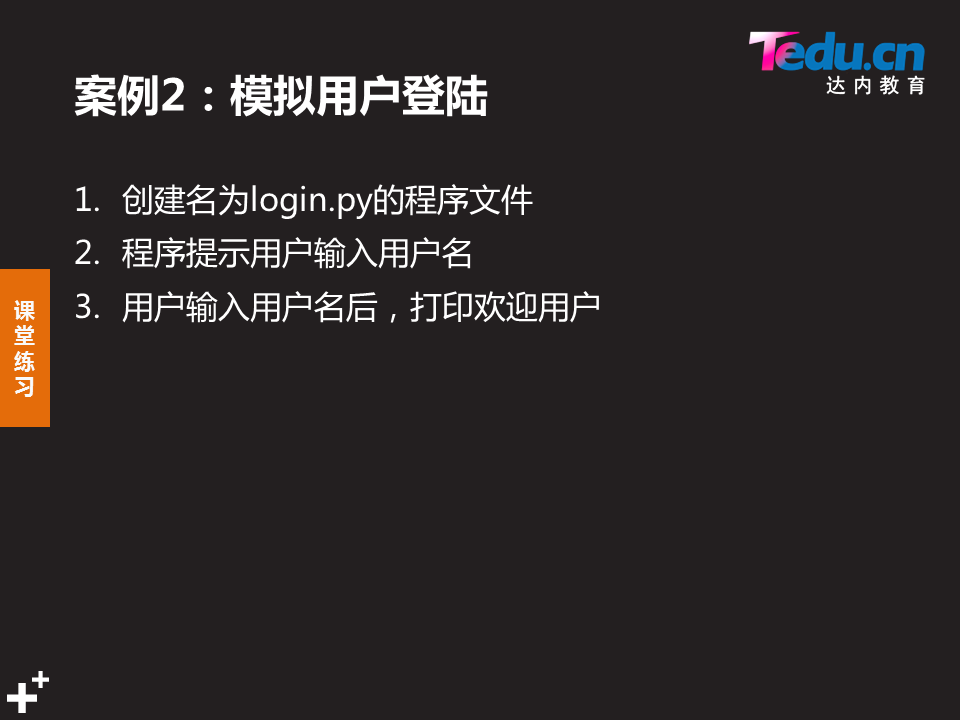 Tedu.cn
达内教育
案例2：模拟用户登陆
1. 创建名为login.py的程序文件
2. 程序提示用户输入用户名
3. 用户输入用户名后，打印欢迎用户
课
堂
练
习